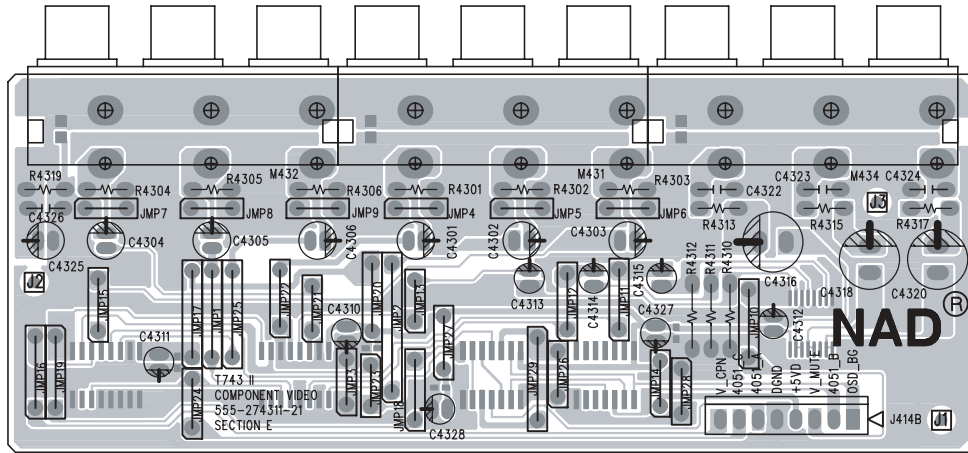 R4319
R4304
R4305
M432
R4306
R4301
R4302
M431
R4303
C4322
C4323
M434
C4324
C4326
JMP7
JMP8
JMP9
JMP4
JMP5
JMP6
R4313
R4315
J3
R4317
C4325
C4304
C4305
C4306
C4301
C4302
C4303
C4315
R4312
R4311
R4310
C4316
C4318
C4320
J2
JMP15
JMP17
JMP1
JMP25
JMP22
C4310
JMP20
JMP2
JMP13
C4313
JMP12
C4314
JMP11
C4327
JMP10
C4312
NAD®
C4311
JMP27
JMP16
JMP19
JMP24
JMP3
JMP18
C4328
JMP29
JMP26
JMP14
JMP28
T743 II
COMPONENT VIDEO
555-274311-21
SECTION E
V_CPN
4051_C
4051_A
DGND
+5VD
V_MUTE
4051_B
OSD_BG
J414B
J1